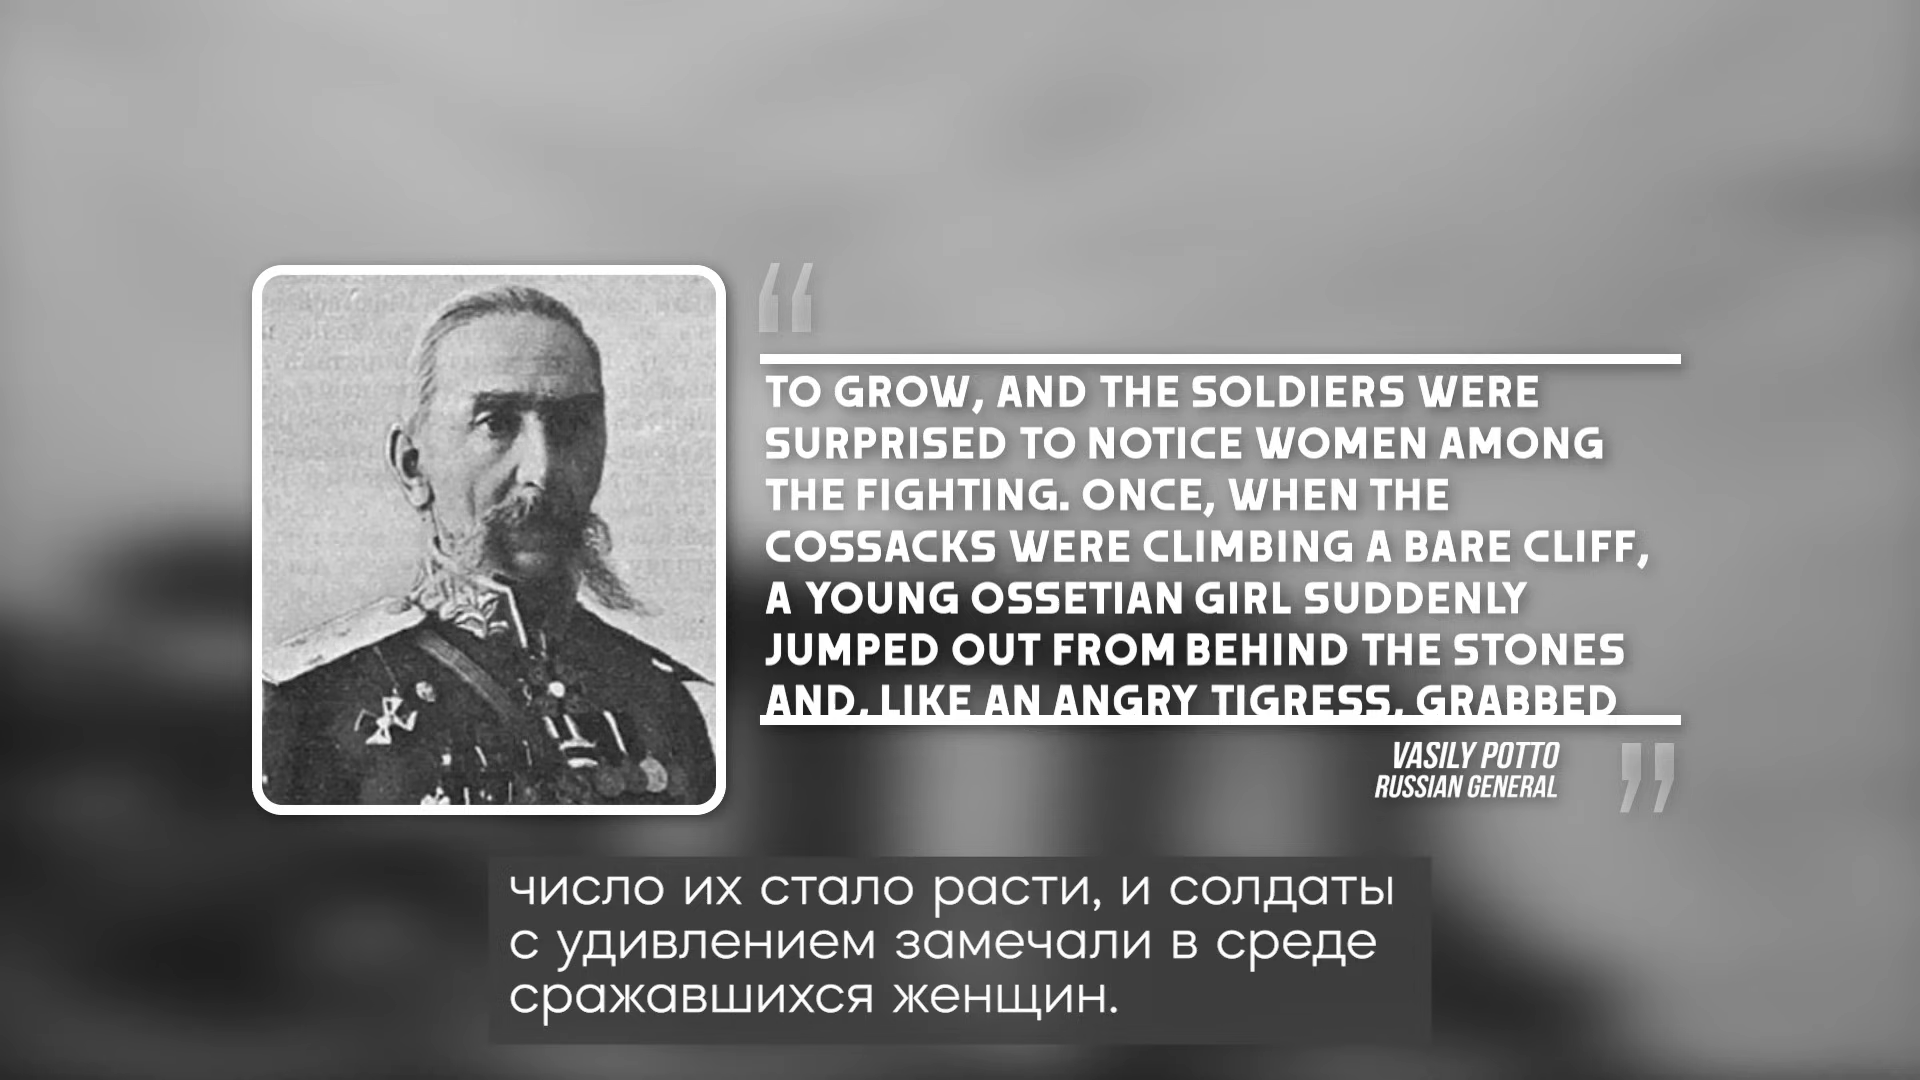 “
TO GROW, AND THE SOLDIERS WERE
SURPRISED TO NOTICE WOMEN AMONG
THE FIGHTING. ONCE, WHEN THE
COSSACKS WERE CLIMBING A BARE CLIFF,
A YOUNG OSSETIAN GIRL SUDDENLY
JUMPED OUT FROM BEHIND THE STONES
AND, LIKE AN ANGRY TIGRESS, GRABBED
VASILY POTTO
RUSSIAN GENERAL
”
число их стало расти, и солдаты
с удивлением замечали в среде
сражавшихся женщин.